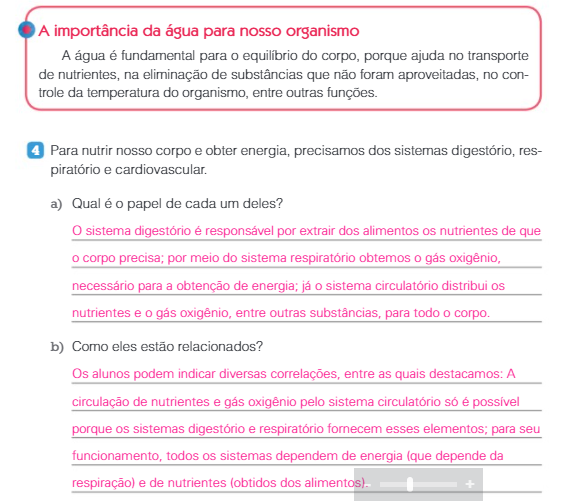 A importância da água para nosso organismo
A água é fundamental para o equilíbrio do corpo, porque ajuda no transporte
de nutrientes, na eliminação de substâncias que não foram aproveitadas, no con-
trole da temperatura do organismo, entre outras funções.
4 Para nutrir nosso corpo e obter energia, precisamos dos sistemas digestório, res-
piratório e cardiovascular.
a) Qual é o papel de cada um deles?
O sistema digestório é responsável por extrair dos alimentos os nutrientes de que
o corpo precisa; por meio do sistema respiratório obtemos o gás oxigênio,
necessário para a obtenção de energia; já o sistema circulatório distribui os
nutrientes e o gás oxigênio, entre outras substâncias, para todo o corpo.
b) Como eles estão relacionados?
Os alunos podem indicar diversas correlações, entre as quais destacamos: A
circulação de nutrientes e gás oxigênio pelo sistema circulatório só é possível
porque os sistemas digestório e respiratório fornecem esses elementos; para seu
funcionamento, todos os sistemas dependem de energia (que depende da
respiração) e de nutrientes (obtidos dos alimentos).